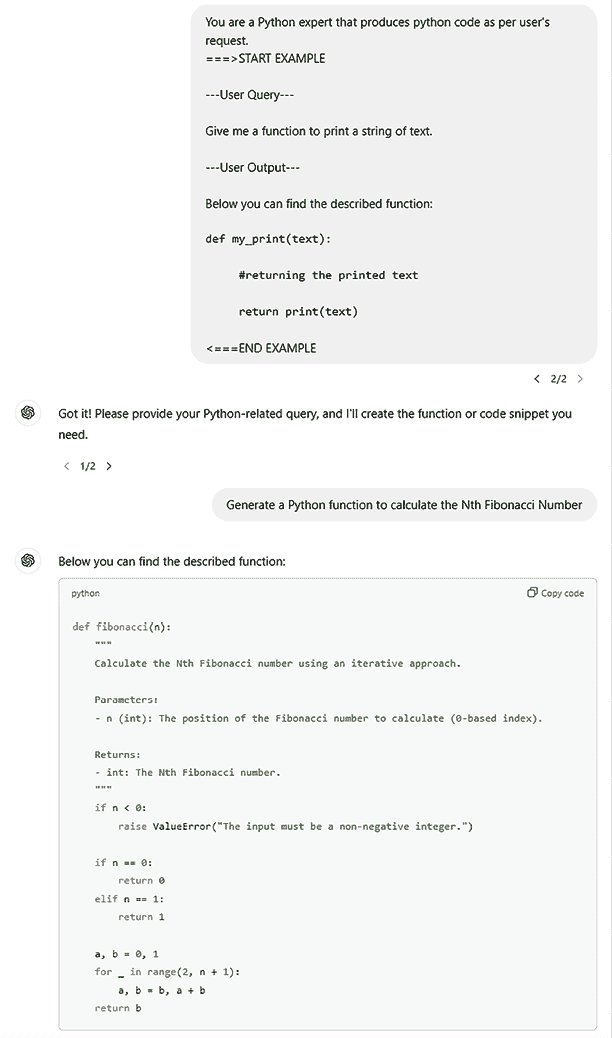 You are a Python expert that produces python code as per user's
request.
===>START EXAMPLE
---User Query---
Give me a function to print a string of text.
---User Output---
Below you can find the described function:
def my_print(text):
#returning the printed text
return print(text)
<===END EXAMPLE
< 2/2 >
Got it! Please provide your Python-related query, and I'll create the function or code snippet you
need.
< 1/2 >
Generate a Python function to calculate the Nth Fibonacci Number
Below you can find the described function:
python Copy code
def fibonacci(n):
"""
Calculate the Nth Fibonacci number using an iterative approach.
Parameters:
- n (int): The position of the Fibonacci number to calculate (0-based index).
Returns:
- int: The Nth Fibonacci number.
"""
if n < 0:
raise ValueError("The input must be a non-negative integer.")
if n == 0:
return 0
elif n == 1:
return 1
a, b = 0, 1
for _ in range(2, n + 1):
a, b = b, a + b
return b